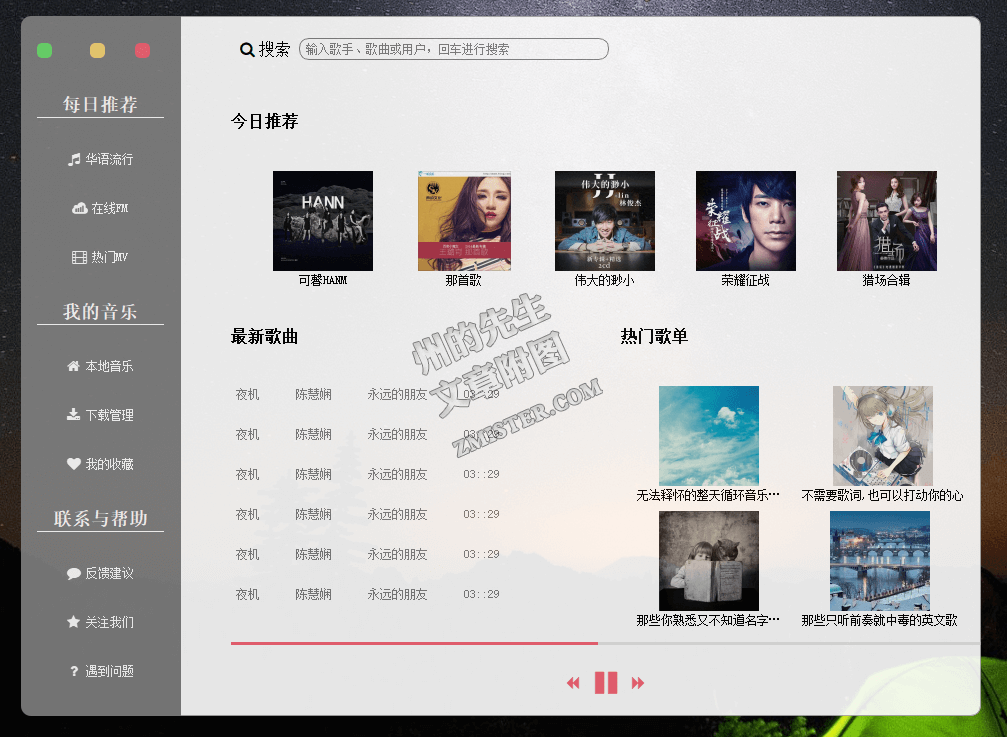 搜索
输入歌手、歌曲或用户，回车进行搜索
每日推荐
华语流行
在线FM
热门MV
我的音乐
本地音乐
下载管理
我的收藏
联系与帮助
反馈建议
关注我们
遇到问题
今日推荐
HANN
可馨HANM
那首歌
伟大的渺小
林俊杰
伟大的渺小
荣耀征战
荣耀征战
猎场
猎场合辑
最新歌曲
夜机 陈慧娴 永远的朋友 03::29
夜机 陈慧娴 永远的朋友 03::29
夜机 陈慧娴 永远的朋友 03::29
夜机 陈慧娴 永远的朋友 03::29
夜机 陈慧娴 永远的朋友 03::29
夜机 陈慧娴 永远的朋友 03::29
热门歌单
无法释怀的整天循环音乐…
不需要歌词,也可以打动你的心
那些你熟悉又不知道名字…
那些只听前奏就中毒的英文歌
州的先生
文章附图
ZMISTER.COM